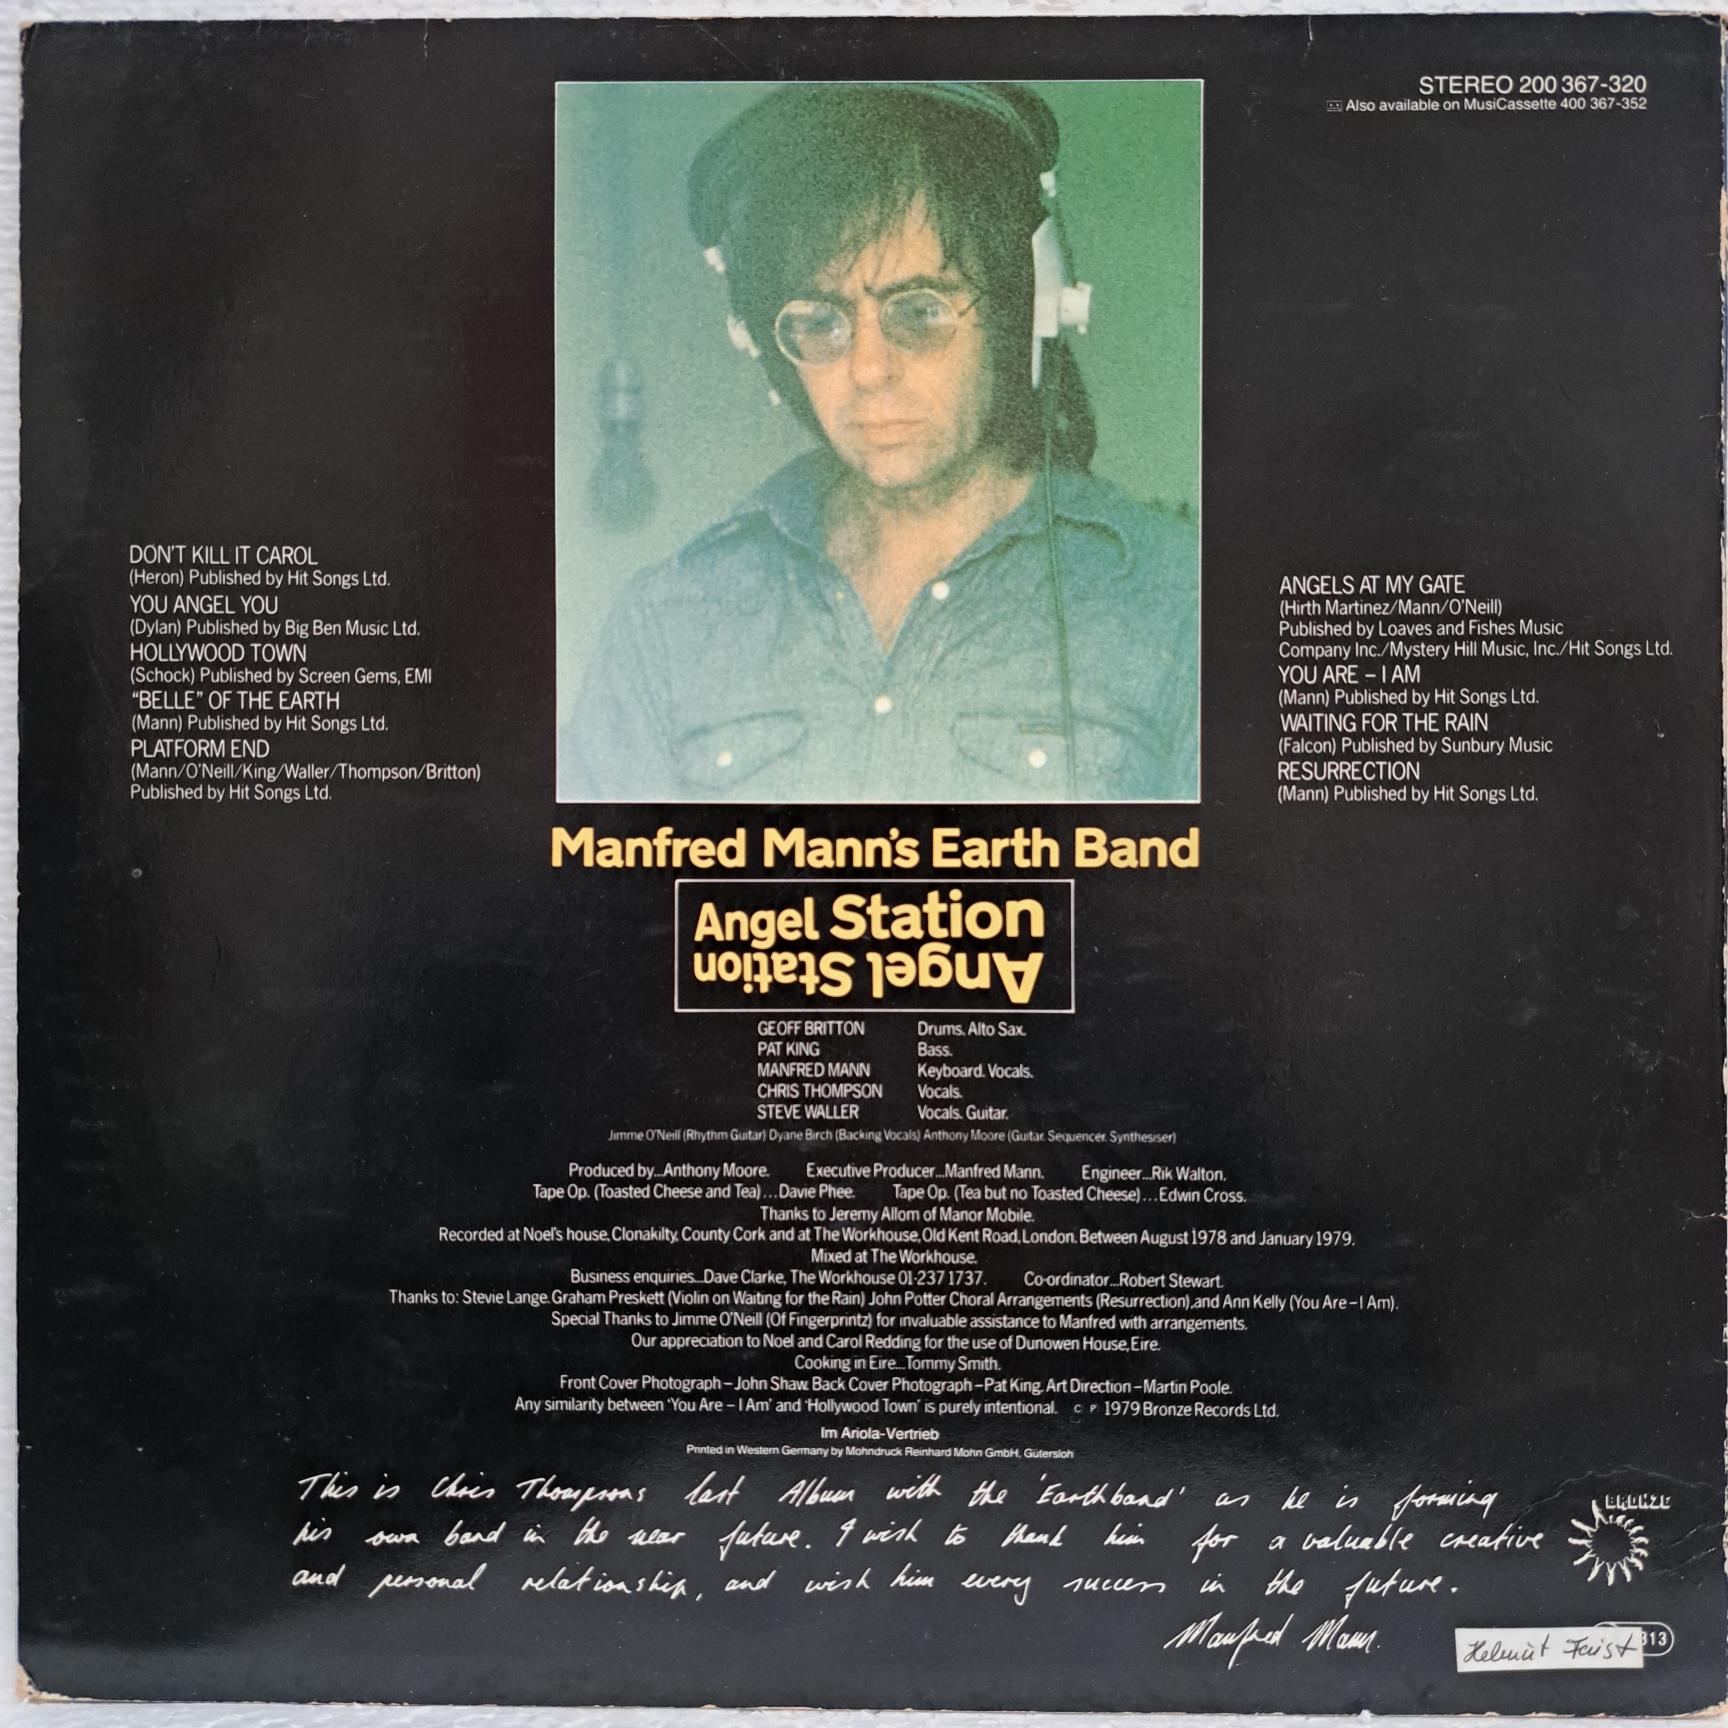 STEREO 200 367-320
Also available on MusiCassette 400 367-352
DON'T KILL IT CAROL
(Heron) Published by Hit Songs Ltd.
YOU ANGEL YOU
(Dylan) Published by Big Ben Music Ltd.
HOLLYWOOD TOWN
(Schock) Published by Screen Gems, EMI
“BELLE” OF THE EARTH
(Mann) Published by Hit Songs Ltd.
PLATFORM END
(Mann/O'Neill/King/Waller/Thompson/Britton)
Published by Hit Songs Ltd.
ANGELS AT MY GATE
(Hirth Martinez/Mann/O'Neill)
Published by Loaves and Fishes Music
Company Inc./Mystery Hill Music, Inc./Hit Songs Ltd.
YOU ARE – I AM
(Mann) Published by Hit Songs Ltd.
WAITING FOR THE RAIN
(Falcon) Published by Sunbury Music
RESURRECTION
(Mann) Published by Hit Songs Ltd.
Manfred Mann's Earth Band
Angel Station
Angel Station
GEOFF BRITTON Drums. Alto Sax.
PAT KING Bass.
MANFRED MANN Keyboard. Vocals.
CHRIS THOMPSON Vocals.
STEVE WALLER Vocals. Guitar.
Jimme O'Neill (Rhythm Guitar) Dyane Birch (Backing Vocals) Anthony Moore (Guitar. Sequencer. Synthesiser)
Produced by...Anthony Moore. Executive Producer...Manfred Mann. Engineer...Rik Walton.
Tape Op. (Toasted Cheese and Tea)...Davie Phee. Tape Op. (Tea but no Toasted Cheese)...Edwin Cross.
Thanks to Jeremy Allom of Manor Mobile.
Recorded at Noel's house, Clonakilty, County Cork and at The Workhouse, Old Kent Road, London. Between August 1978 and January 1979.
Mixed at The Workhouse.
Business enquiries...Dave Clarke, The Workhouse 01-237 1737. Co-ordinator...Robert Stewart.
Thanks to: Stevie Lange. Graham Preskett (Violin on Waiting for the Rain) John Potter Choral Arrangements (Resurrection), and Ann Kelly (You Are – I Am).
Special Thanks to Jimme O'Neill (Of Fingerprintz) for invaluable assistance to Manfred with arrangements.
Our appreciation to Noel and Carol Redding for the use of Dunowen House, Eire.
Cooking in Eire...Tommy Smith.
Front Cover Photograph – John Shaw. Back Cover Photograph – Pat King. Art Direction – Martin Poole.
Any similarity between 'You Are – I Am' and 'Hollywood Town' is purely intentional. C P 1979 Bronze Records Ltd.
Im Ariola-Vertrieb
Printed in Western Germany by Mohndruck Reinhard Mohn GmbH, Gütersloh
This is Chris Thompsons last Album with the 'Earthband' as he is forming
his own band in the near future. I wish to thank him for a valuable creative
and personal relationship, and wish him every success in the future.
Manfred Mann.
BRONZE
Helmut Faist
313